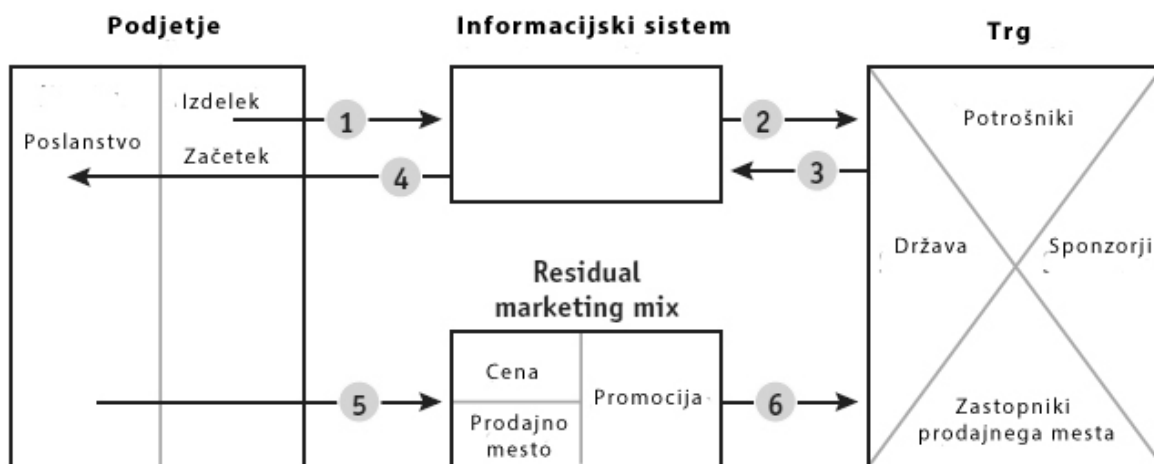 Podjetje
Informacijski sistem
Trg
Izdelek
Poslanstvo
Začetek
1
4
2
3
Potrošniki
Država
Sponzorji
Residual
marketing mix
Cena
Prodajno
mesto
Promocija
5
6
Zastopniki
prodajnega mesta